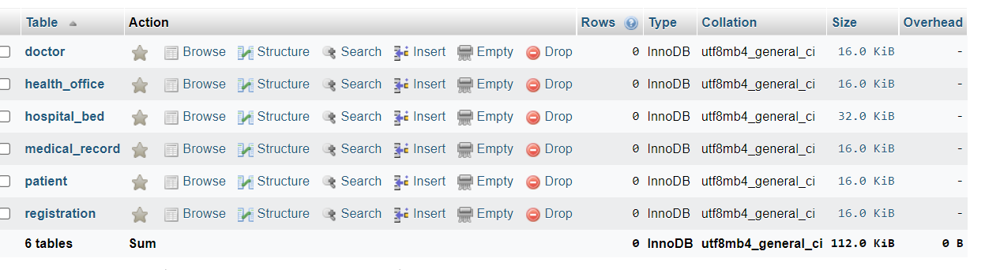 Table Action Rows Type Collation Size Overhead
doctor Browse Structure Search Insert Empty Drop 0 InnoDB utf8mb4_general_ci 16.0 KiB -
health_office Browse Structure Search Insert Empty Drop 0 InnoDB utf8mb4_general_ci 16.0 KiB -
hospital_bed Browse Structure Search Insert Empty Drop 0 InnoDB utf8mb4_general_ci 32.0 KiB -
medical_record Browse Structure Search Insert Empty Drop 0 InnoDB utf8mb4_general_ci 16.0 KiB -
patient Browse Structure Search Insert Empty Drop 0 InnoDB utf8mb4_general_ci 16.0 KiB -
registration Browse Structure Search Insert Empty Drop 0 InnoDB utf8mb4_general_ci 16.0 KiB -
6 tables Sum 0 InnoDB utf8mb4_general_ci 112.0 KiB 0 B